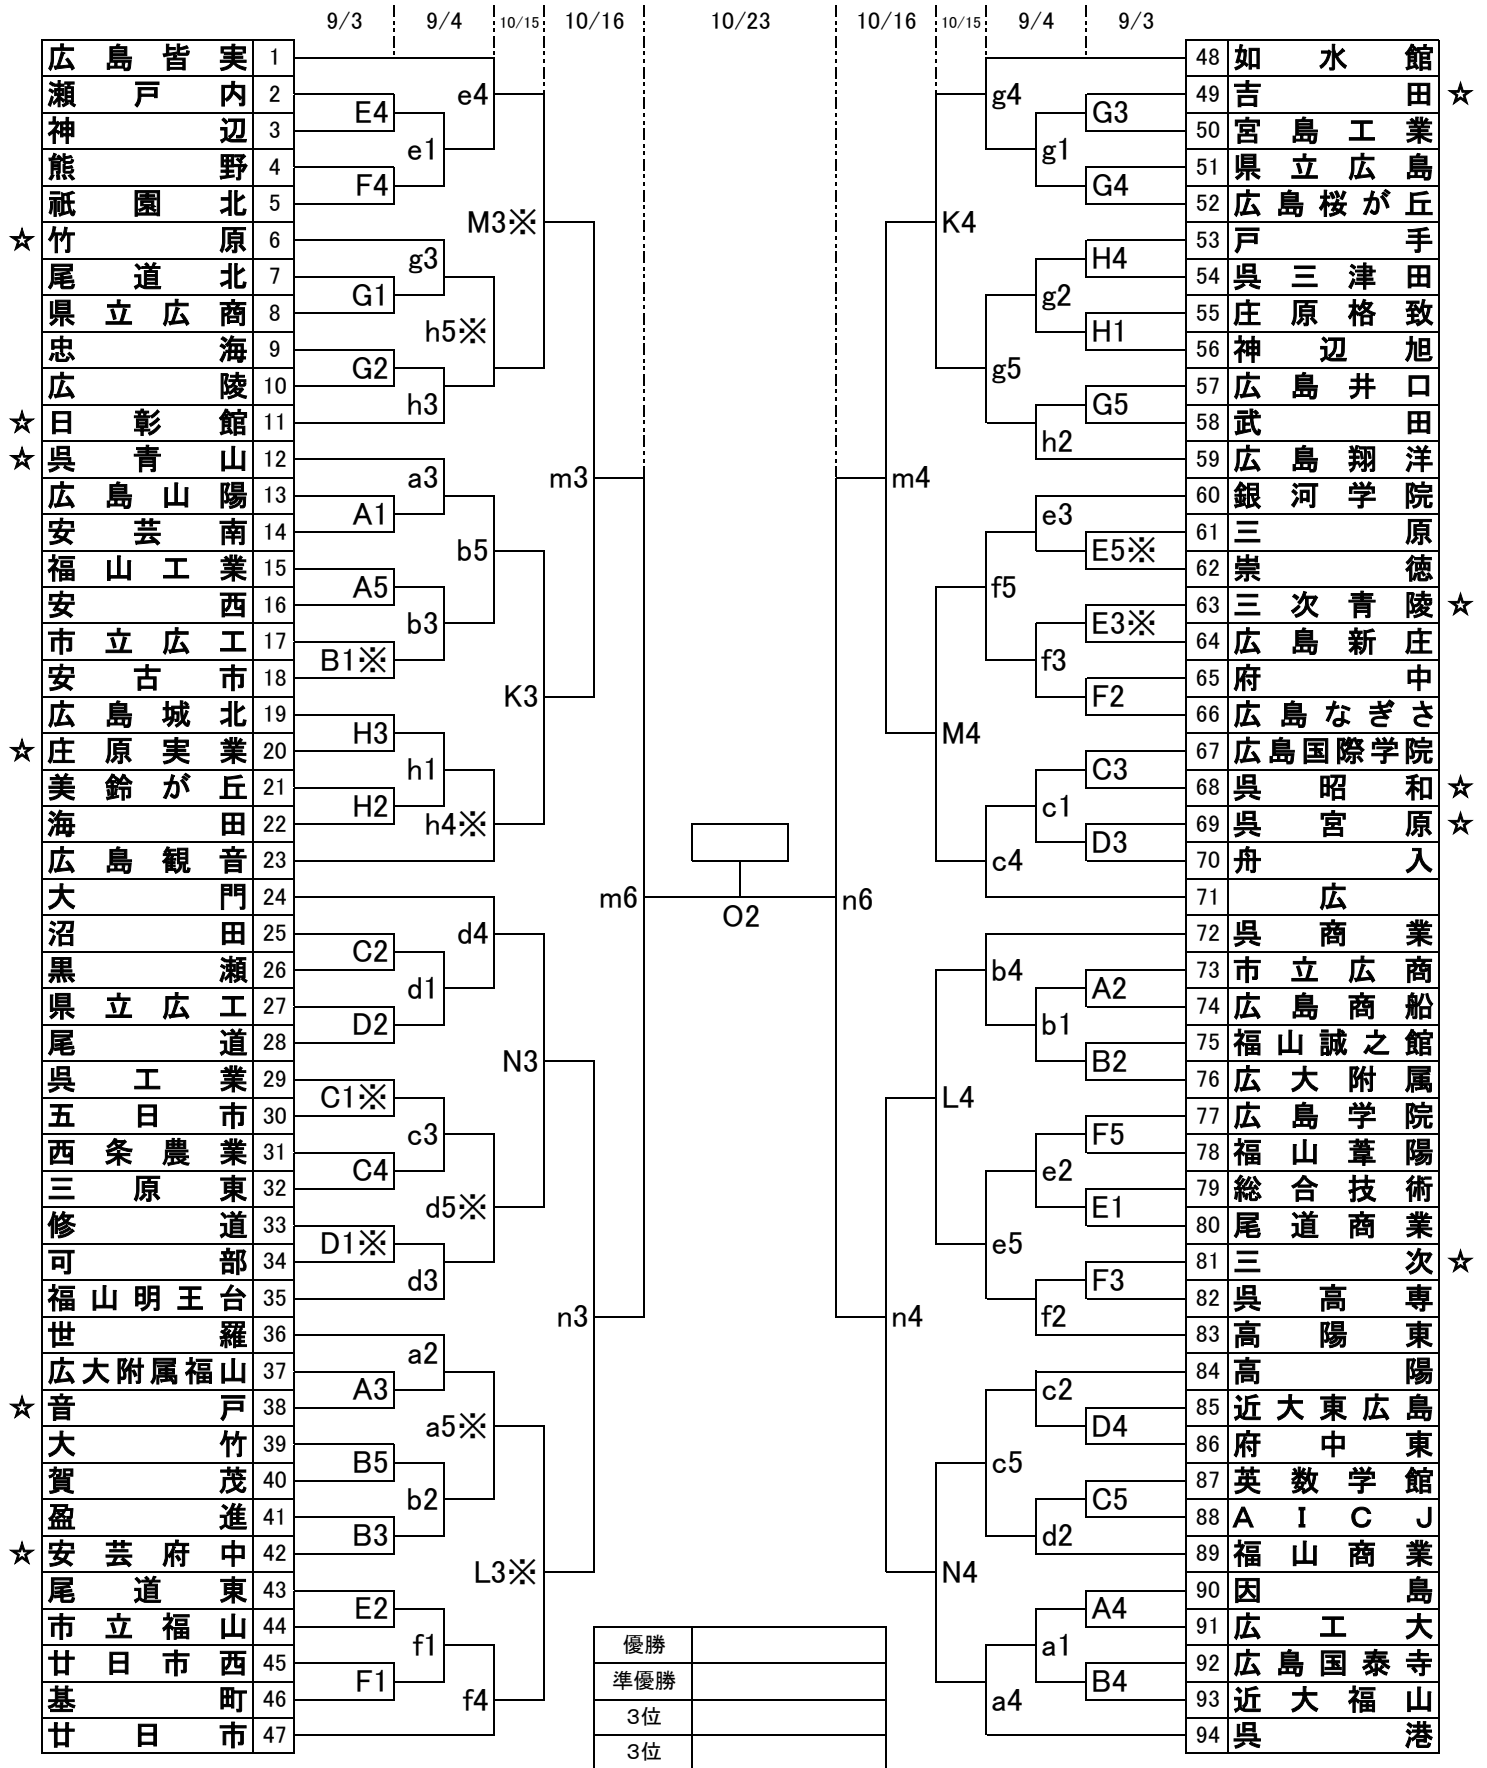 9/3 9/4 10/15 10/16 10/23 10/16 10/15 9/4 9/3
広島皆実 1
瀬戸内 2
神辺 3
熊野 4
祇園北 5
☆ 竹原 6
尾道北 7
県立広商 8
忠海 9
広陵 10
☆ 日彰館 11
☆ 呉青山 12
広島山陽 13
安芸南 14
福山工業 15
安西 16
市立広工 17
安古市 18
広島城北 19
☆ 庄原実業 20
美鈴が丘 21
海田 22
広島観音 23
大門 24
沼田 25
黒瀬 26
県立広工 27
尾道 28
呉工業 29
五日市 30
西条農業 31
三原東 32
修道 33
可部 34
福山明王台 35
世羅 36
広大附属福山 37
☆ 音戸 38
大竹 39
賀茂 40
盈進 41
☆ 安芸府中 42
尾道東 43
市立福山 44
廿日市西 45
基町 46
廿日市 47
E4
F4
G1
G2
A1
A5
B1※
H3
H2
C2
D2
C1※
C4
D1※
A3
B5
B3
E2
F1
e4
e1
g3
h5※
h3
a3
b5
b3
h1
h4※
d4
d1
c3
d5※
d3
a2
a5※
b2
f1
f4
M3※
K3
N3
L3※
m3
n3
m6
O2
n6
m4
n4
K4
M4
L4
N4
g4
g1
g2
g5
h2
e3
f5
f3
c1
c4
b4
b1
e2
e5
f2
c2
c5
d2
a1
a4
G3
G4
H4
H1
G5
E5※
E3※
F2
C3
D3
A2
B2
F5
E1
F3
D4
C5
A4
B4
48 如水館
49 吉田 ☆
50 宮島工業
51 県立広島
52 広島桜が丘
53 戸手
54 呉三津田
55 庄原格致
56 神辺旭
57 広島井口
58 武田
59 広島翔洋
60 銀河学院
61 三原
62 崇徳
63 三次青陵 ☆
64 広島新庄
65 府中
66 広島なぎさ
67 広島国際学院
68 呉昭和 ☆
69 呉宮原 ☆
70 舟入
71 広
72 呉商業
73 市立広商
74 広島商船
75 福山誠之館
76 広大附属
77 広島学院
78 福山葦陽
79 総合技術
80 尾道商業
81 三次 ☆
82 呉高専
83 高陽東
84 高陽
85 近大東広島
86 府中東
87 英数学館
88 AICJ
89 福山商業
90 因島
91 広工大
92 広島国泰寺
93 近大福山
94 呉港
優勝
準優勝
3位
3位